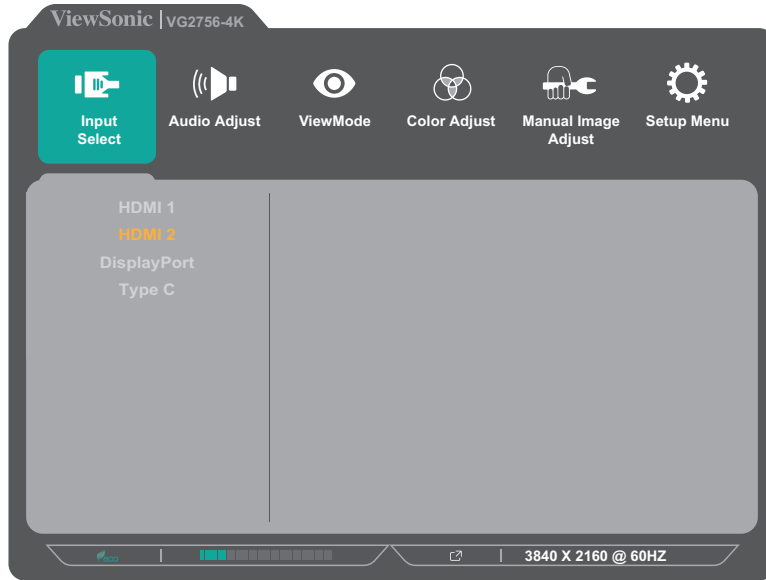 ViewSonic | VG2756-4K
Input
Select
Audio Adjust
ViewMode
Color Adjust
Manual Image
Adjust
Setup Menu
HDMI 1
HDMI 2
DisplayPort
Type C
eco
3840 X 2160 @ 60HZ